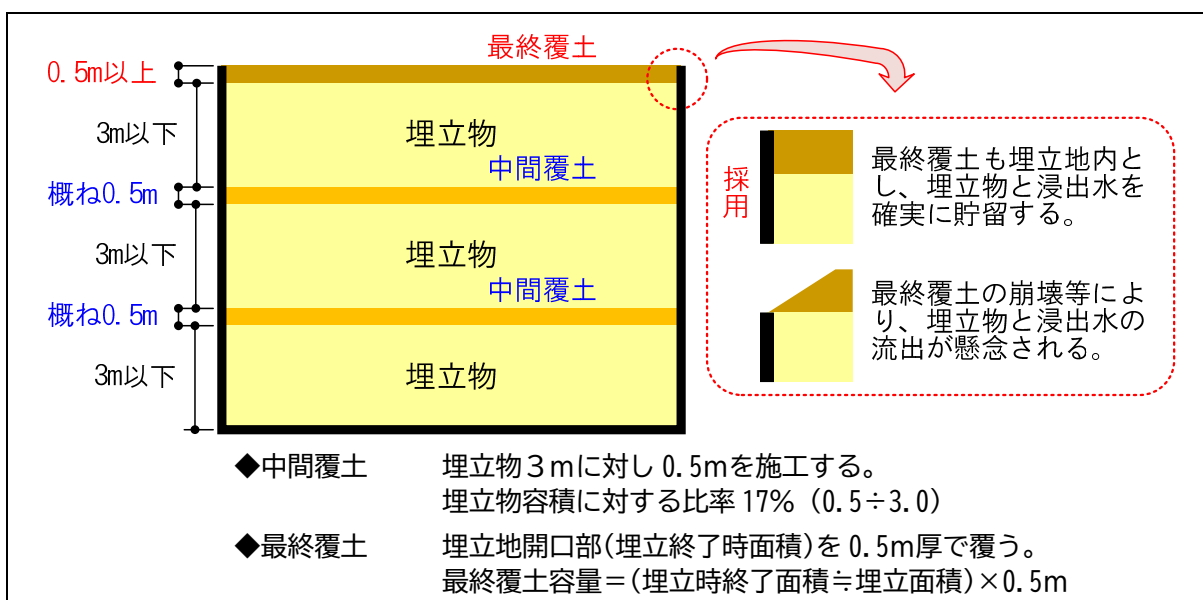 最終覆土
0.5m以上
3m以下
埋立物
中間覆土
概ね0.5m
3m以下
埋立物
中間覆土
概ね0.5m
3m以下
埋立物
採用
最終覆土も埋立地内と
し、埋立物と浸出水を
確実に貯留する。
最終覆土の崩壊等によ
り、埋立物と浸出水の
流出が懸念される。
◆中間覆土 埋立物３ｍに対し 0.5mを施工する。
埋立物容積に対する比率 17% (0.5÷3.0)
◆最終覆土 埋立地開口部(埋立終了時面積)を 0.5m厚で覆う。
最終覆土容量＝(埋立時終了面積≒埋立面積)×0.5m